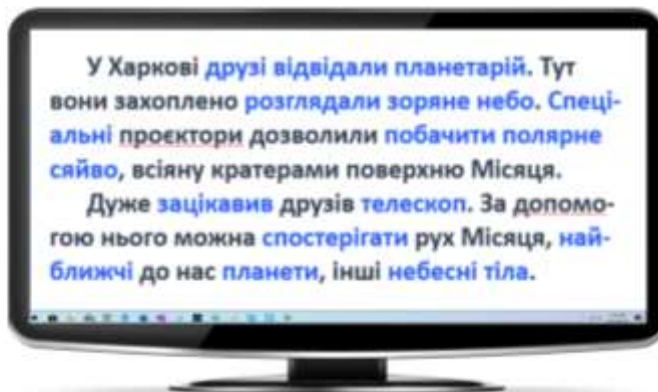 У Харкові друзі відвідали планетарій. Тут
вони захоплено розглядали зоряне небо. Спеці-
альні проєктори дозволили побачити полярне
сяйво, всіяну кратерами поверхню Місяця.
Дуже зацікавив друзів телескоп. За допомо-
гою нього можна спостерігати рух Місяця, най-
ближчі до нас планети, інші небесні тіла.